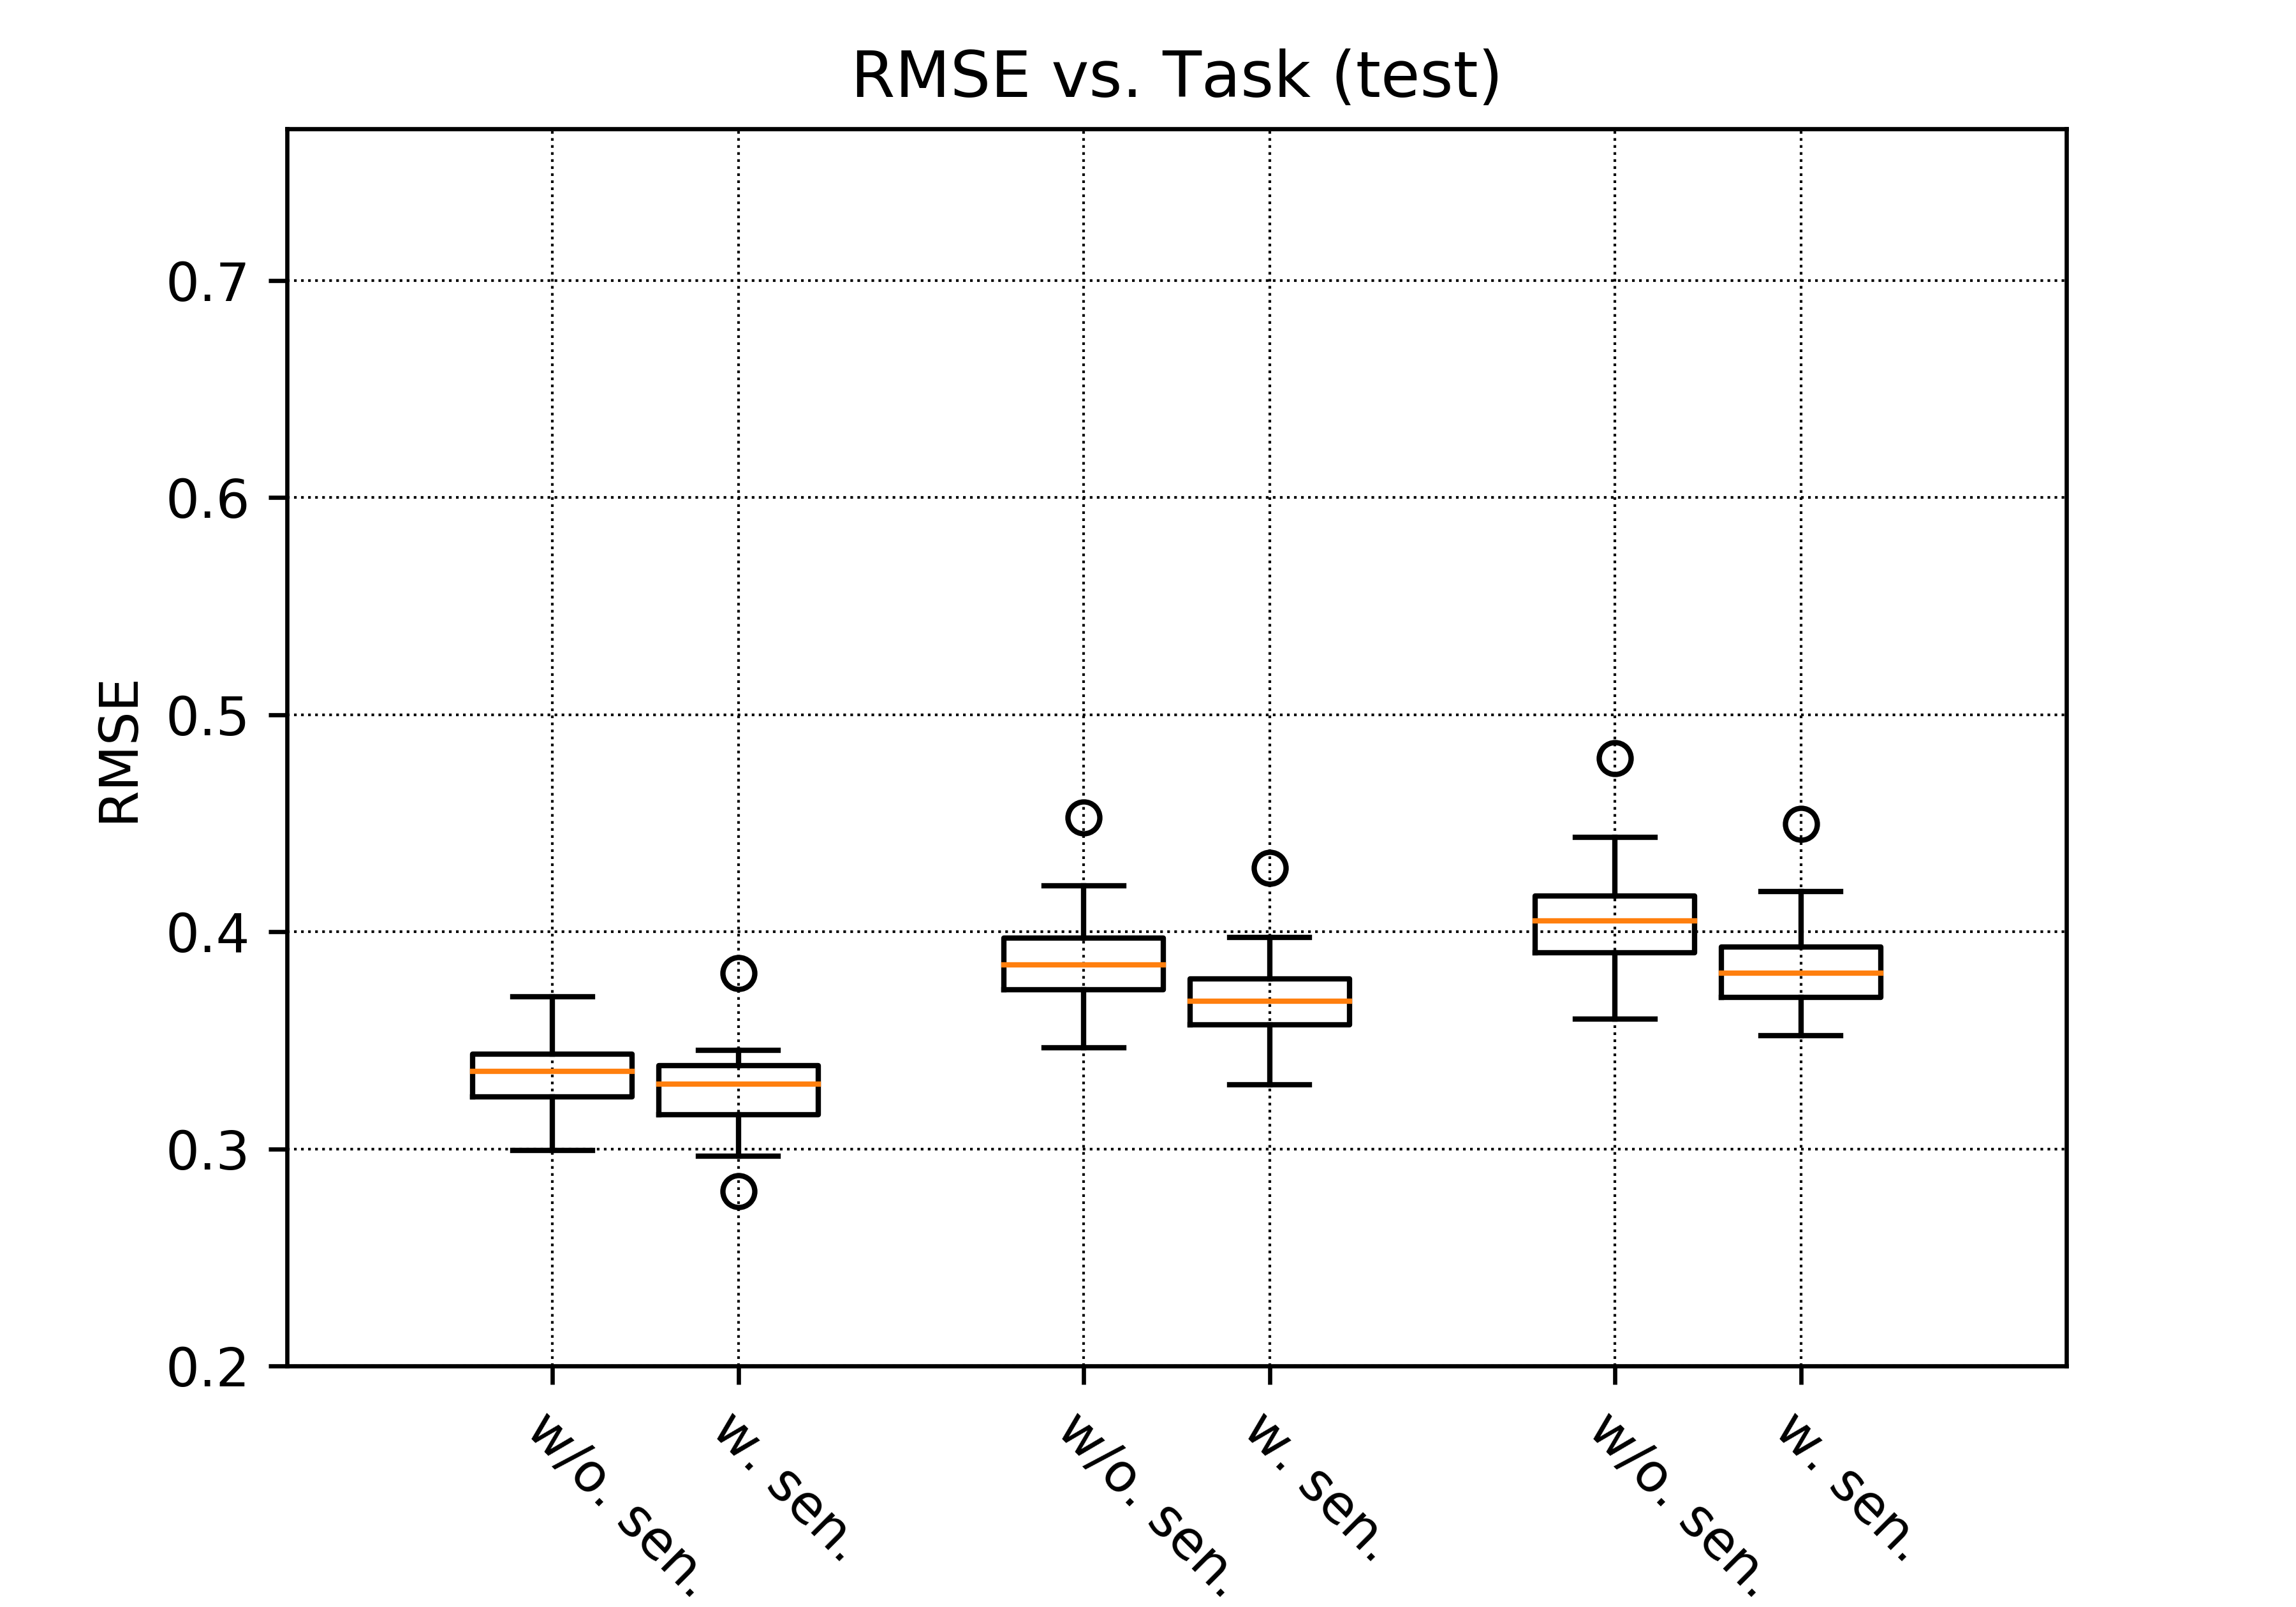 RMSE vs. Task (test)
RMSE
0.7
0.6
0.5
0.4
0.3
0.2
w/o. sen.
w. sen.
w/o. sen.
w. sen.
w/o. sen.
w. sen.